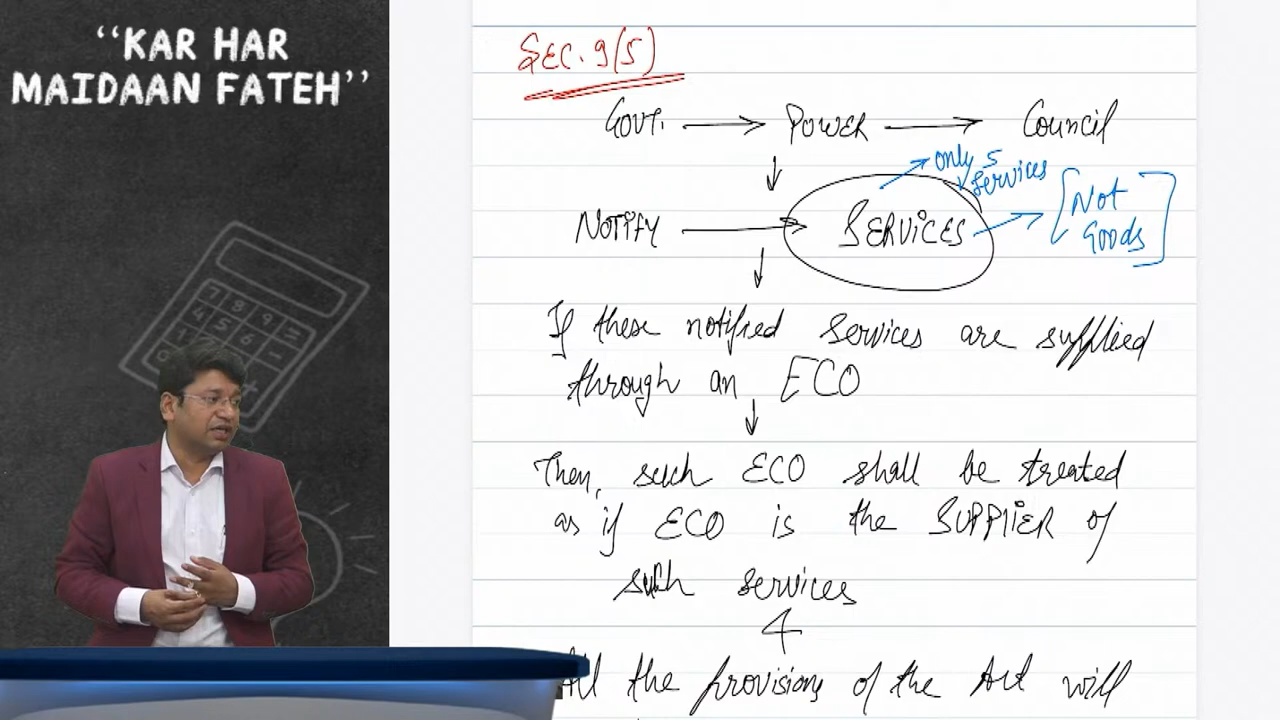 “KAR HAR
MAIDAAN FATEH”
SEC. 9(5)
GOVT. → POWER → Council
only 5
services
NOTIFY → SERVICES
[Not
Goods]
If these notified services are supplied
through an ECO
Then, such ECO shall be treated
as if ECO is the SUPPLIER of
such services
&
All the provisions of the Act will